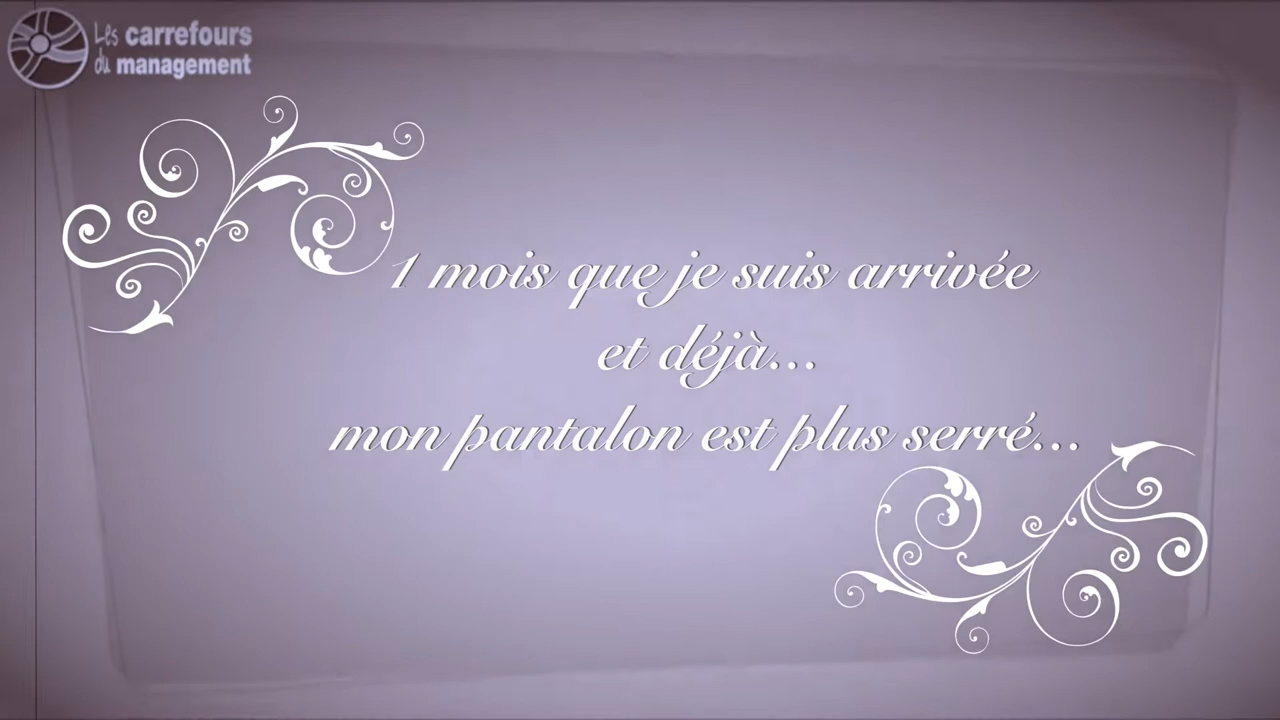 Les carrefours
du management
1 mois que je suis arrivée
et déjà...
mon pantalon est plus serré...